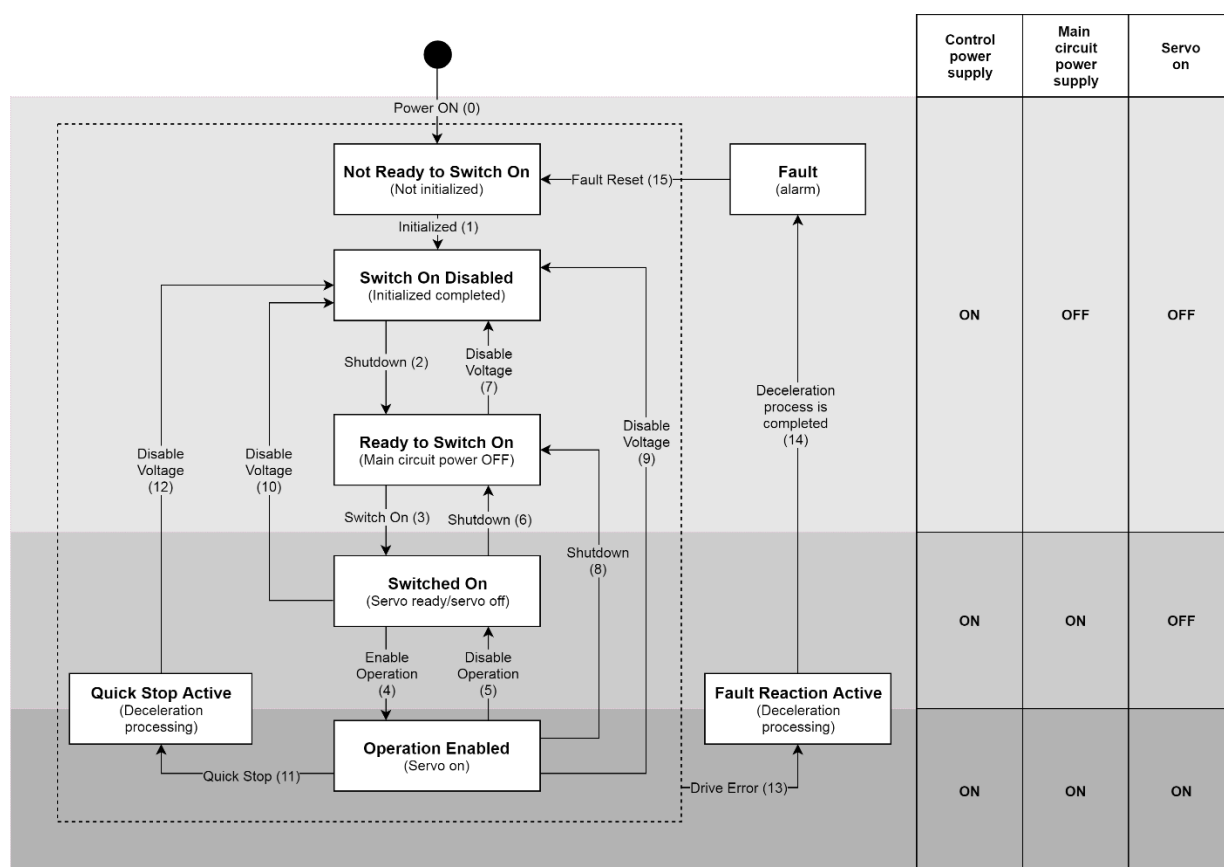 Control
power
supply
Main
circuit
power
supply
Servo
on
Power ON (0)
Not Ready to Switch On
(Not initialized)
Fault Reset (15)
Fault
(alarm)
Initialized (1)
Switch On Disabled
(Initialized completed)
ON
OFF
OFF
Shutdown (2)
Disable
Voltage
(7)
Deceleration
process is
completed
(14)
Ready to Switch On
(Main circuit power OFF)
Disable
Voltage
(12)
Disable
Voltage
(10)
Disable
Voltage
(9)
Switch On (3)
Shutdown (6)
Shutdown
(8)
Switched On
(Servo ready/servo off)
ON
ON
OFF
Enable
Operation
(4)
Disable
Operation
(5)
Quick Stop Active
(Deceleration
processing)
Fault Reaction Active
(Deceleration
processing)
Operation Enabled
(Servo on)
Quick Stop (11)
Drive Error (13)
ON
ON
ON